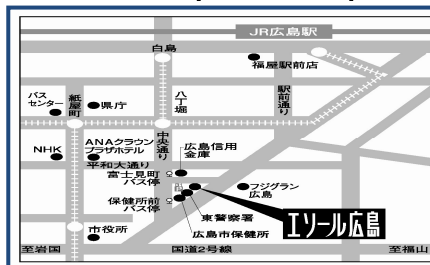 JR広島駅
白島
福屋駅前店
バス
センター
紙屋町
県庁
八丁堀
駅前通り
NHK
ANAクラウン
プラザホテル
中央通り
広島信用
金庫
平和大通り
富士見町
バス停
フジグラン
広島
保健所前
バス停
東警察署
エソール広島
市役所
広島市保健所
至岩国
国道2号線
至福山